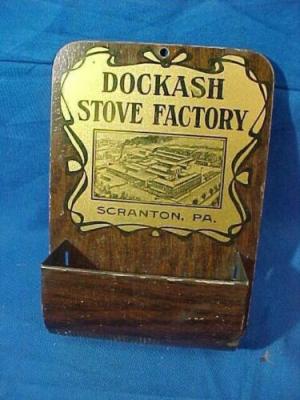 DOCKASH
STOVE FACTORY
SCRANTON, PA.